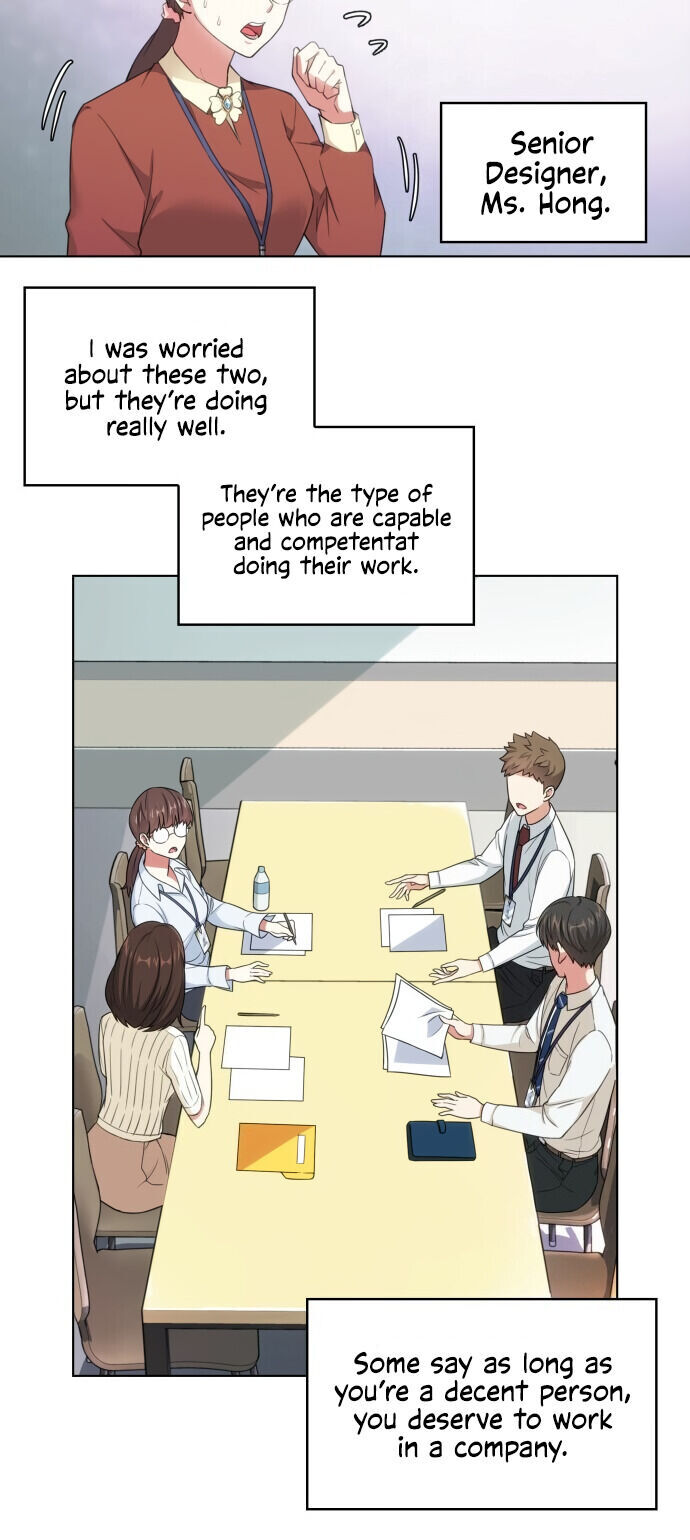 Senior
Designer,
Ms. Hong.
I was worried
about these two,
but they're doing
really well.
They're the type of
people who are capable
and competentat
doing their work.
Some say as long as
you're a decent person,
you deserve to work
in a company.